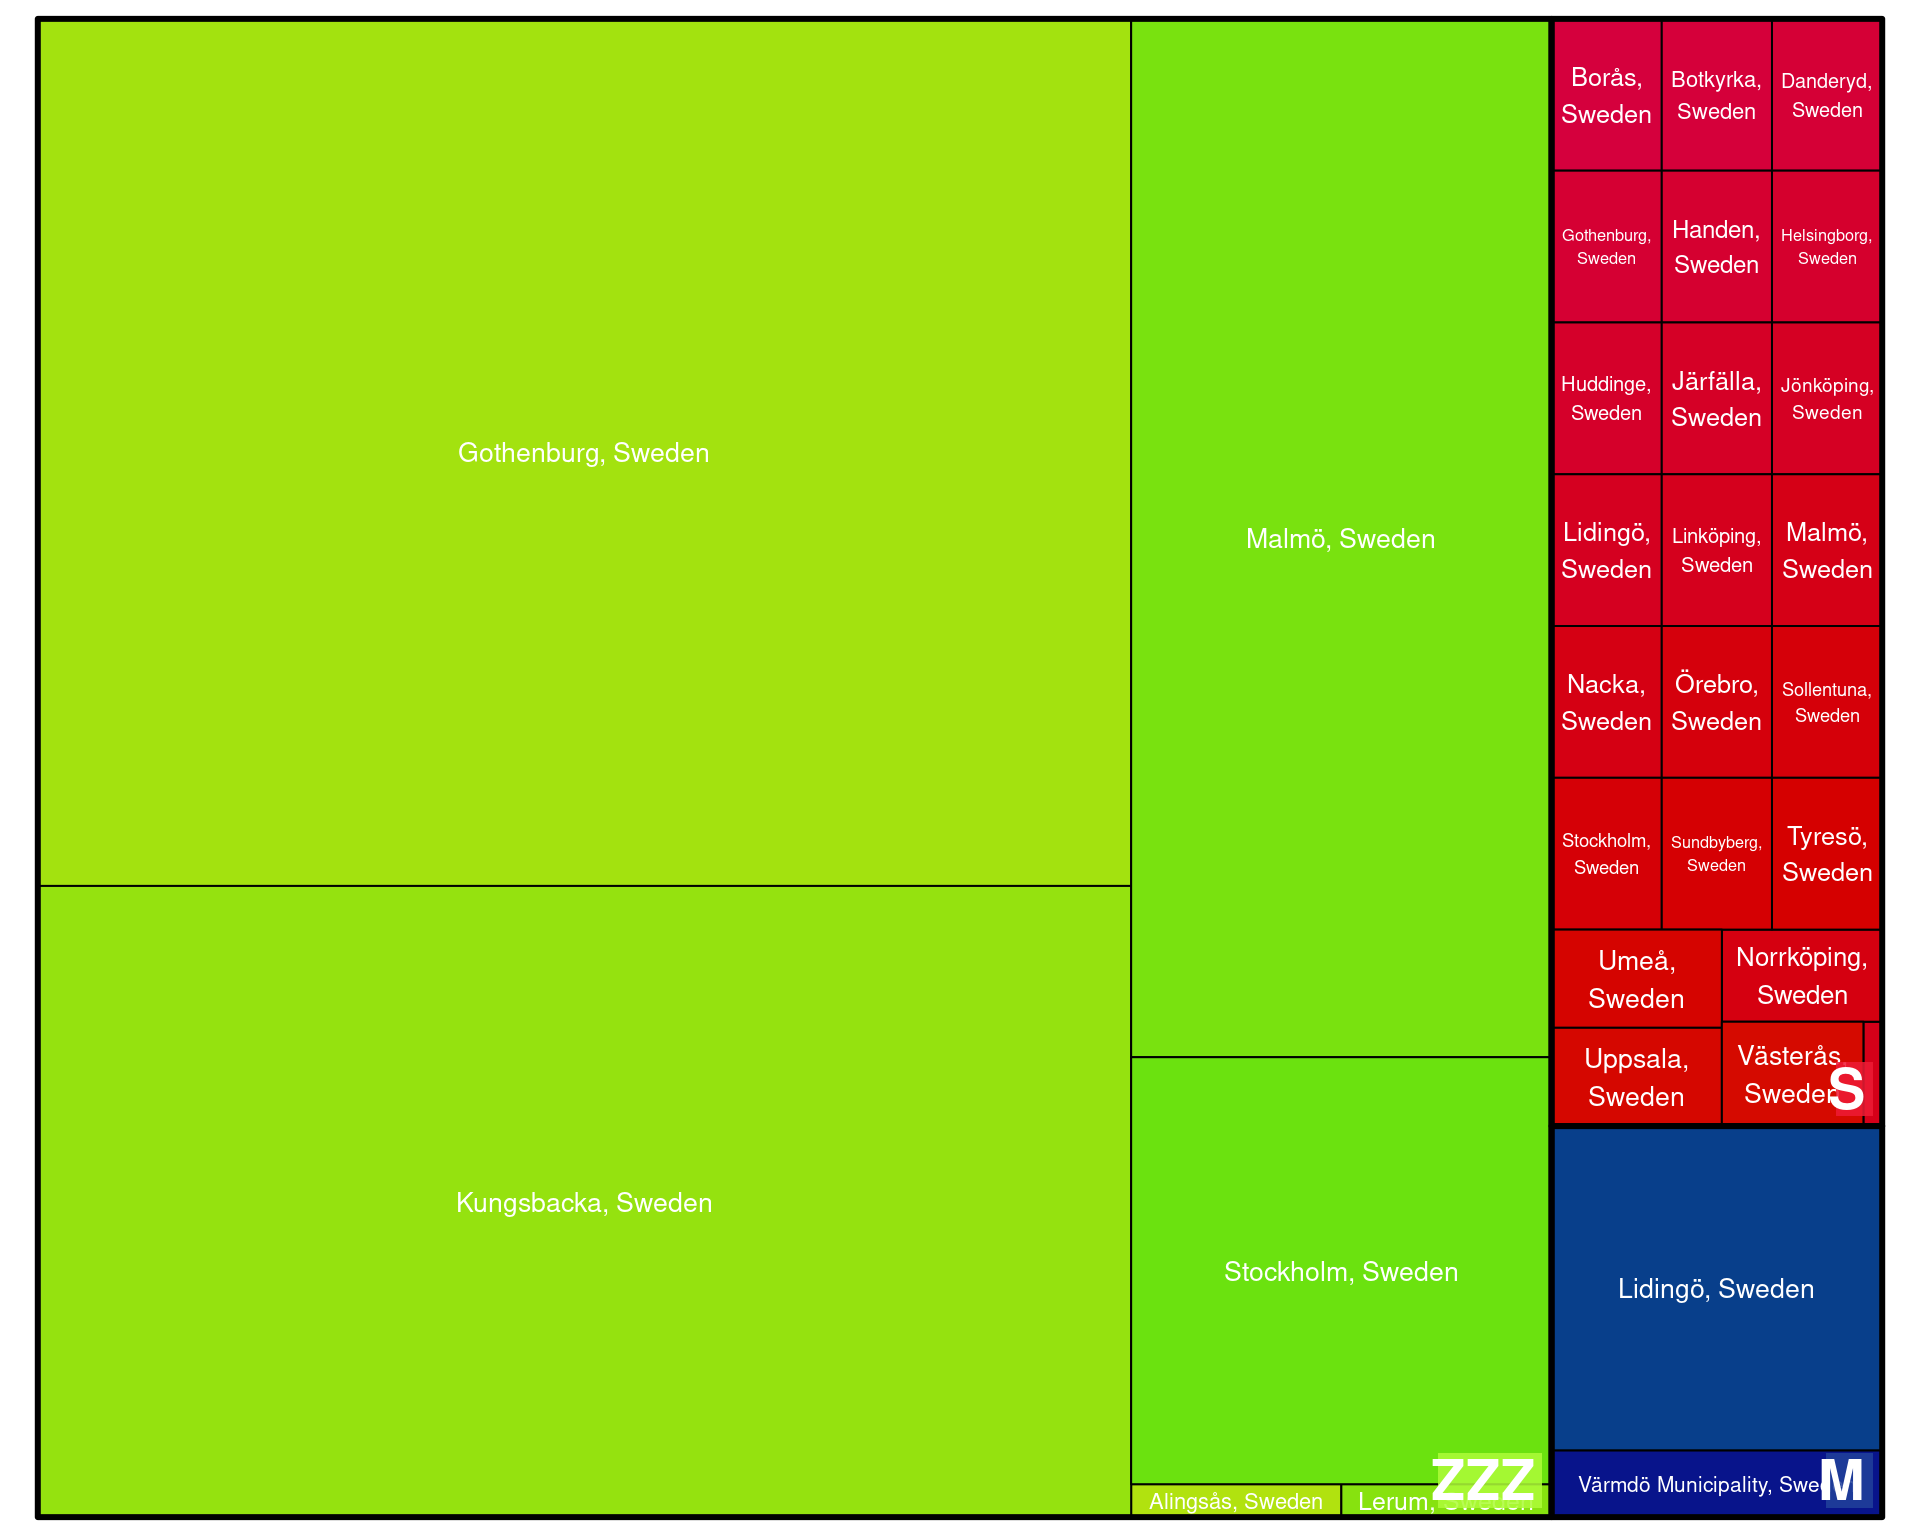 Gothenburg, Sweden
Kungsbacka, Sweden
Malmö, Sweden
Stockholm, Sweden
Alingsås, Sweden
Lerum, Sweden
ZZZ
Borås,
Sweden
Botkyrka,
Sweden
Danderyd,
Sweden
Gothenburg,
Sweden
Handen,
Sweden
Helsingborg,
Sweden
Huddinge,
Sweden
Järfälla,
Sweden
Jönköping,
Sweden
Lidingö,
Sweden
Linköping,
Sweden
Malmö,
Sweden
Nacka,
Sweden
Örebro,
Sweden
Sollentuna,
Sweden
Stockholm,
Sweden
Sundbyberg,
Sweden
Tyresö,
Sweden
Umeå,
Sweden
Norrköping,
Sweden
Uppsala,
Sweden
Västerås,
Sweden
S
Lidingö, Sweden
Värmdö Municipality, Swe
M